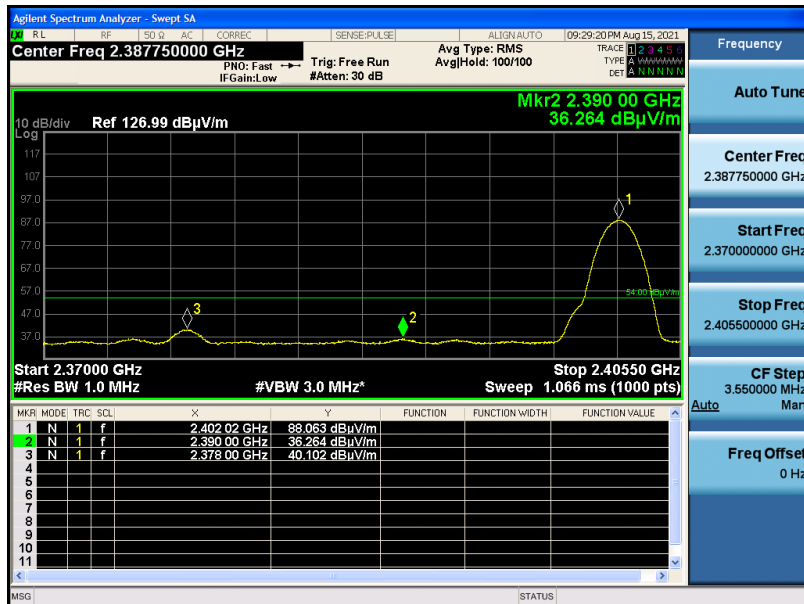 Agilent Spectrum Analyzer - Swept SA
LXI RL RF 50 Ω AC CORREC SENSE:PULSE ALIGN AUTO 09:29:20 PM Aug 15, 2021
Center Freq 2.387750000 GHz
PNO: Fast
IFGain:Low
Trig: Free Run
#Atten: 30 dB
Avg Type: RMS
Avg|Hold: 100/100
TRACE 1 2 3 4 5 6
TYPE A WWWWW
DET A N N N N N
Mkr2 2.390 00 GHz
36.264 dBµV/m
10 dB/div Ref 126.99 dBµV/m
Log
117
107
97.0
87.0
77.0
67.0
57.0
47.0
37.0
1
2
3
54.00 dBµV/m
Start 2.37000 GHz Stop 2.40550 GHz
#Res BW 1.0 MHz #VBW 3.0 MHz* Sweep 1.066 ms (1000 pts)
MKR MODE TRC SCL X Y FUNCTION FUNCTION WIDTH FUNCTION VALUE
1 N 1 f 2.402 02 GHz 88.063 dBµV/m
2 N 1 f 2.390 00 GHz 36.264 dBµV/m
3 N 1 f 2.378 00 GHz 40.102 dBµV/m
4
5
6
7
8
9
10
11
MSG STATUS
Frequency
Auto Tune
Center Freq
2.387750000 GHz
Start Freq
2.370000000 GHz
Stop Freq
2.405500000 GHz
CF Step
3.550000 MHz
Auto Man
Freq Offset
0 Hz